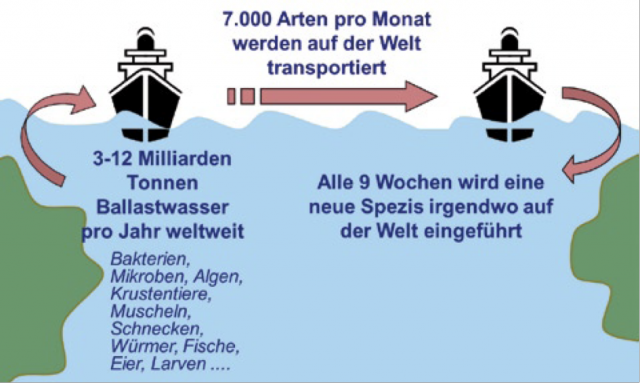 7.000 Arten pro Monat
werden auf der Welt
transportiert
3-12 Milliarden
Tonnen
Ballastwasser
pro Jahr weltweit
Bakterien,
Mikroben, Algen,
Krustentiere,
Muscheln,
Schnecken,
Würmer, Fische,
Eier, Larven ....
Alle 9 Wochen wird eine
neue Spezis irgendwo auf
der Welt eingeführt